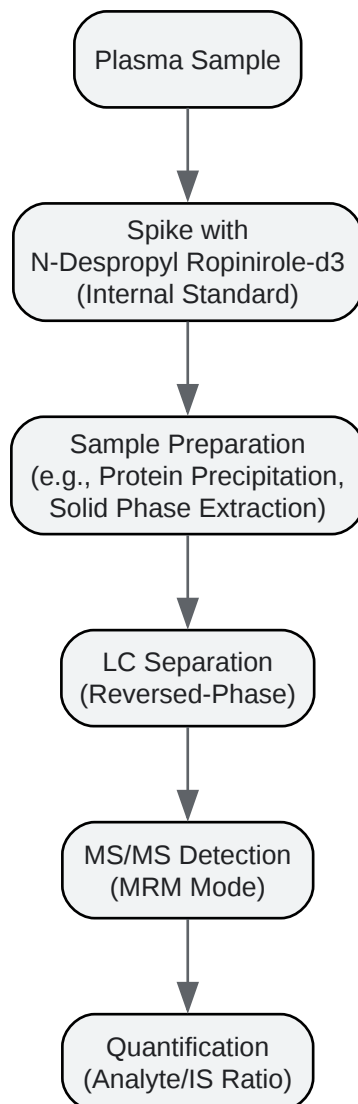 Plasma Sample
Spike with
N-Despropyl Ropinirole-d3
(Internal Standard)
Sample Preparation
(e.g., Protein Precipitation,
Solid Phase Extraction)
LC Separation
(Reversed-Phase)
MS/MS Detection
(MRM Mode)
Quantification
(Analyte/IS Ratio)